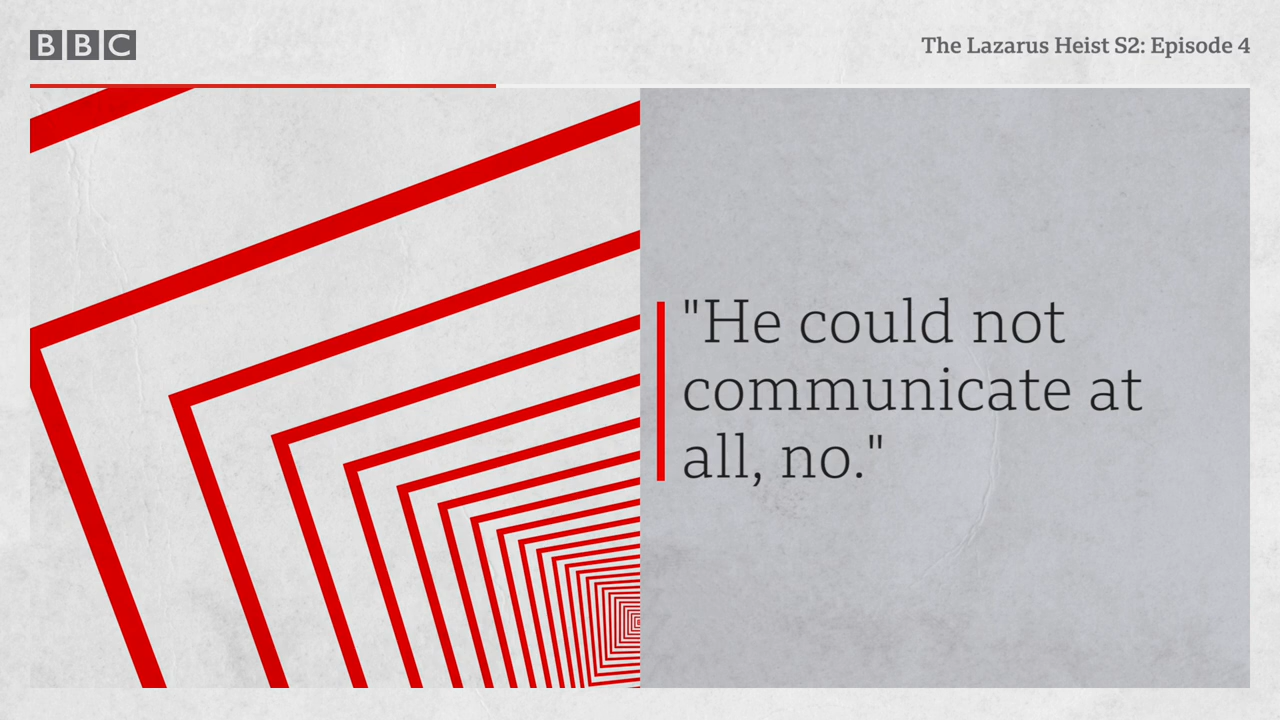 BBC
The Lazarus Heist S2: Episode 4
"He could not
communicate at
all, no."